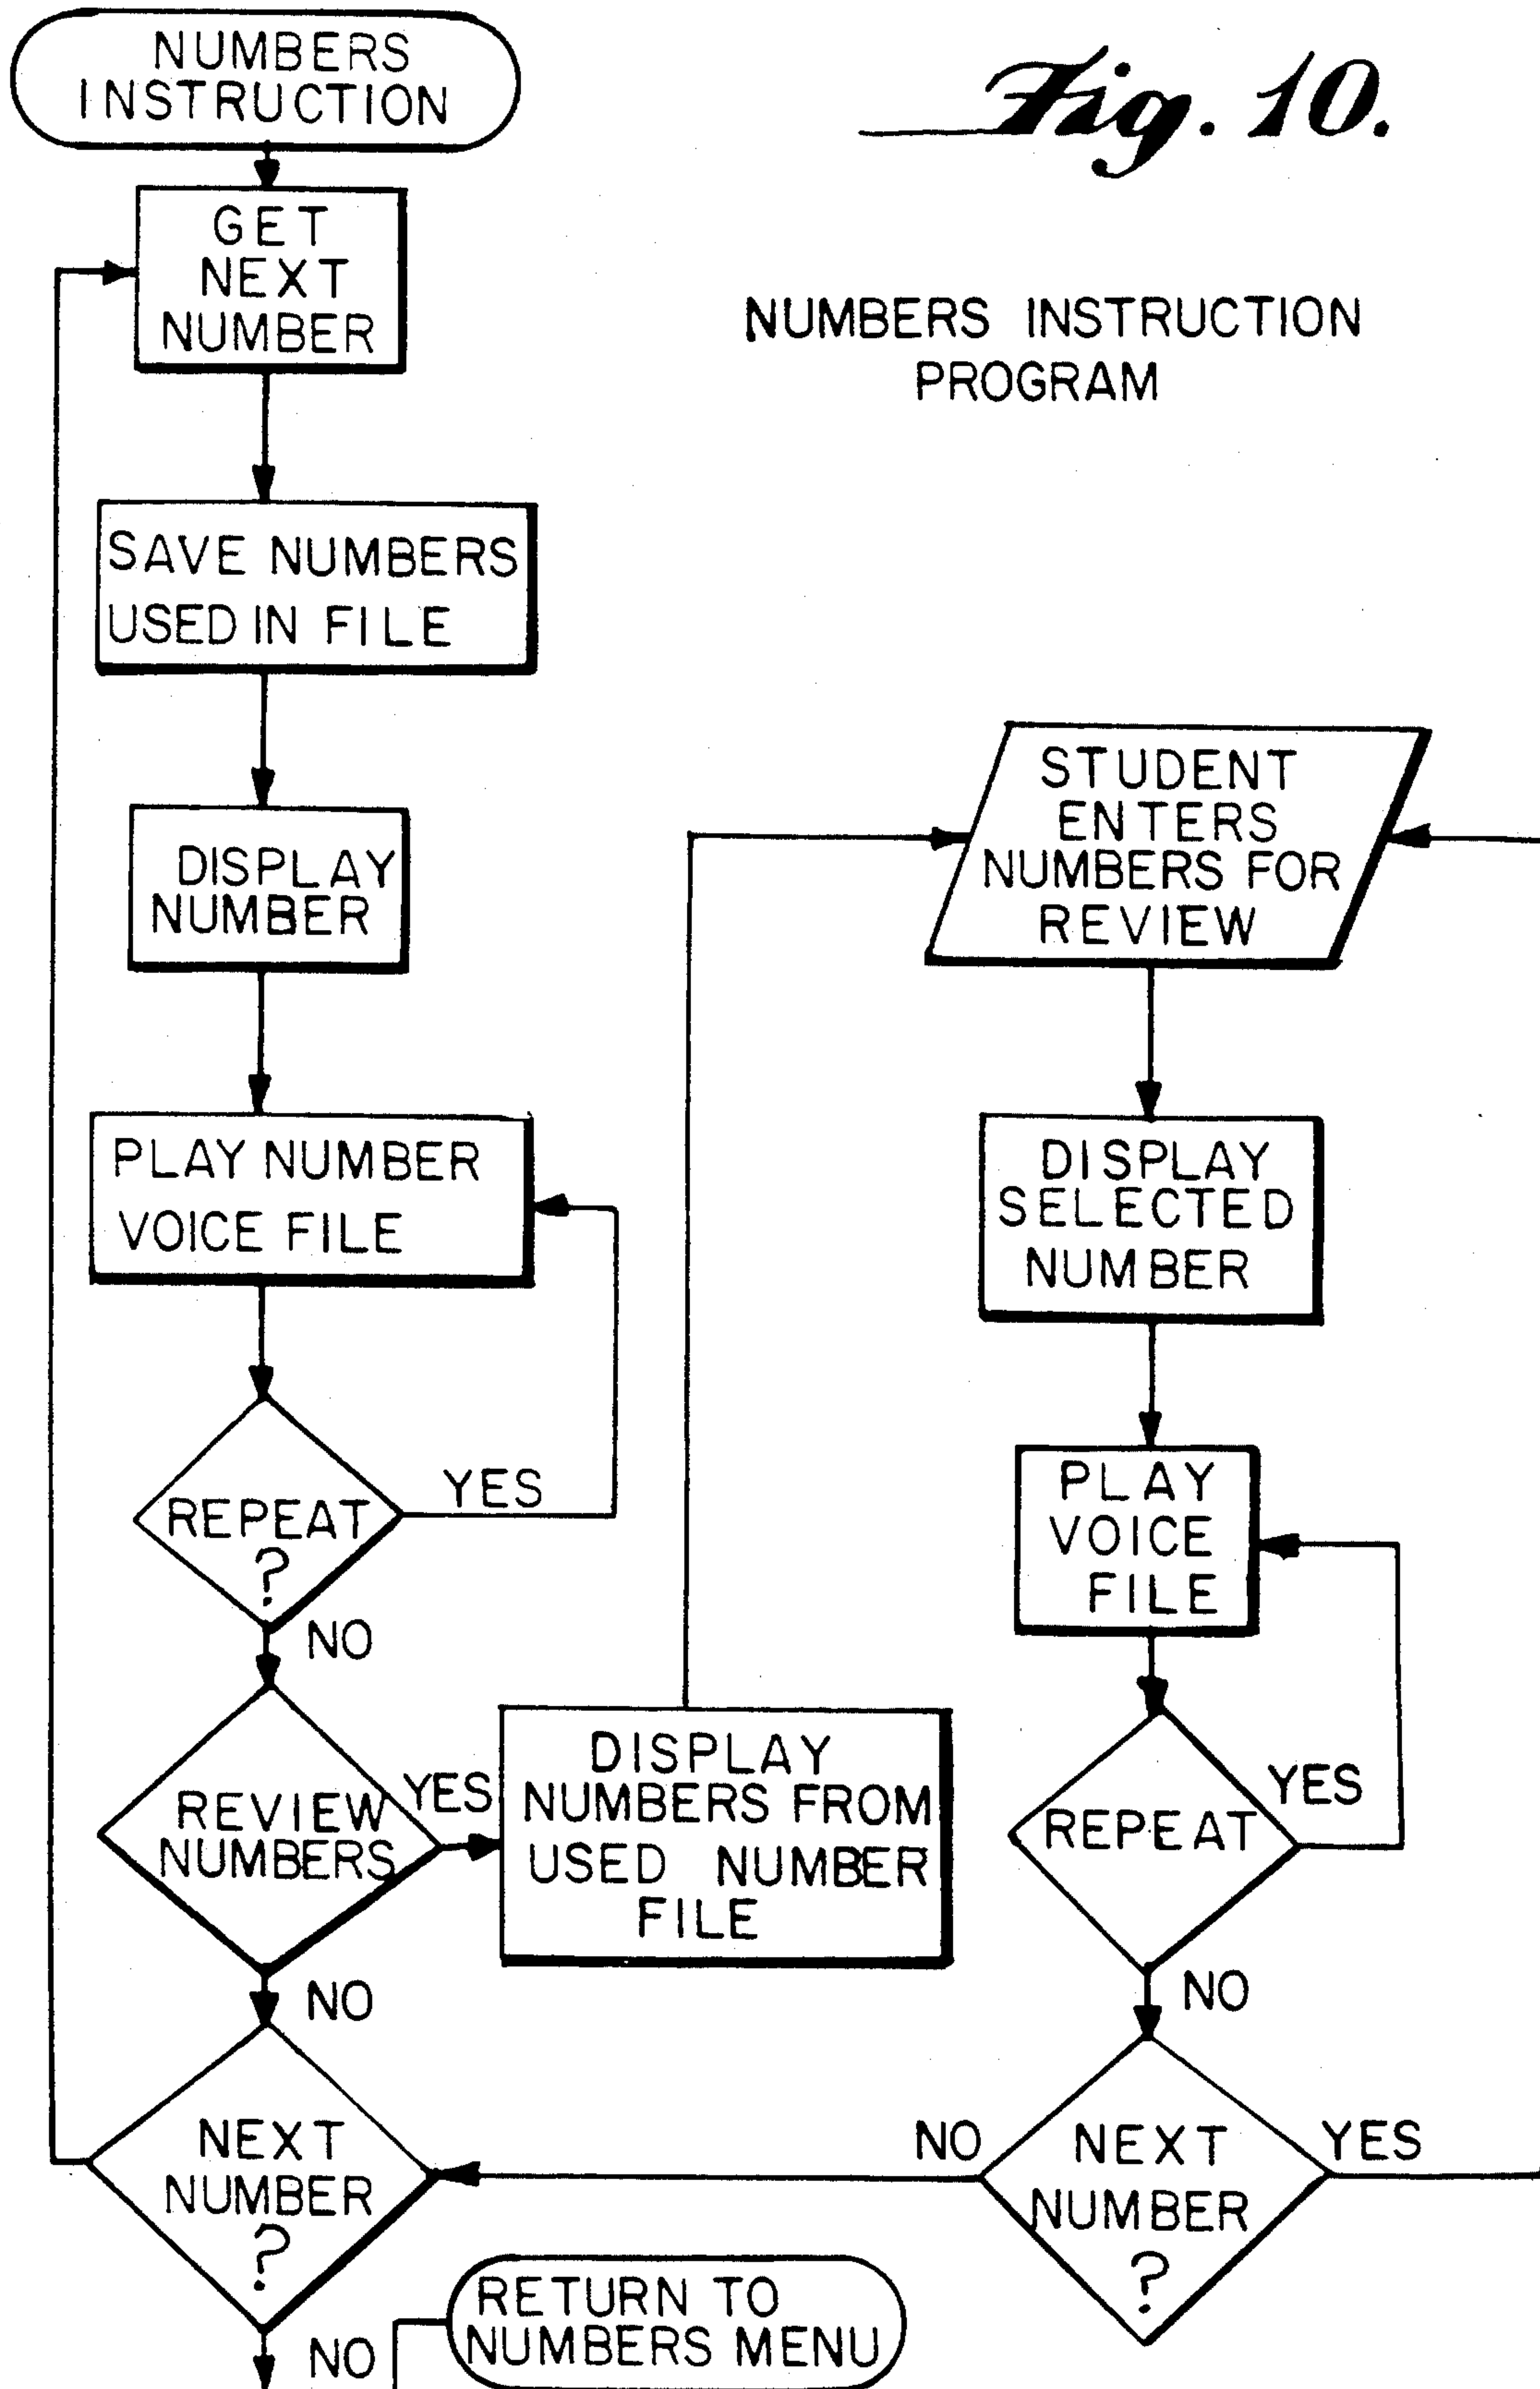 NUMBERS
INSTRUCTION
Fig. 10.
GET
NEXT
NUMBER
NUMBERS INSTRUCTION
PROGRAM
SAVE NUMBERS
USED IN FILE
DISPLAY
NUMBER
PLAY NUMBER
VOICE FILE
REPEAT
?
YES
NO
REVIEW
NUMBERS
YES
NO
DISPLAY
NUMBERS FROM
USED NUMBER
FILE
STUDENT
ENTERS
NUMBERS FOR
REVIEW
DISPLAY
SELECTED
NUMBER
PLAY
VOICE
FILE
REPEAT
YES
NO
NEXT
NUMBER
?
YES
NO
NEXT
NUMBER
?
NO
RETURN TO
NUMBERS MENU